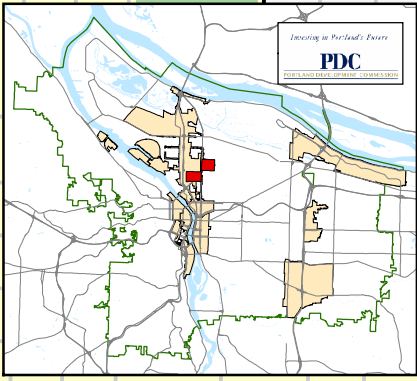 Investing in Portland's Future
PDC
PORTLAND DEVELOPMENT COMMISSION